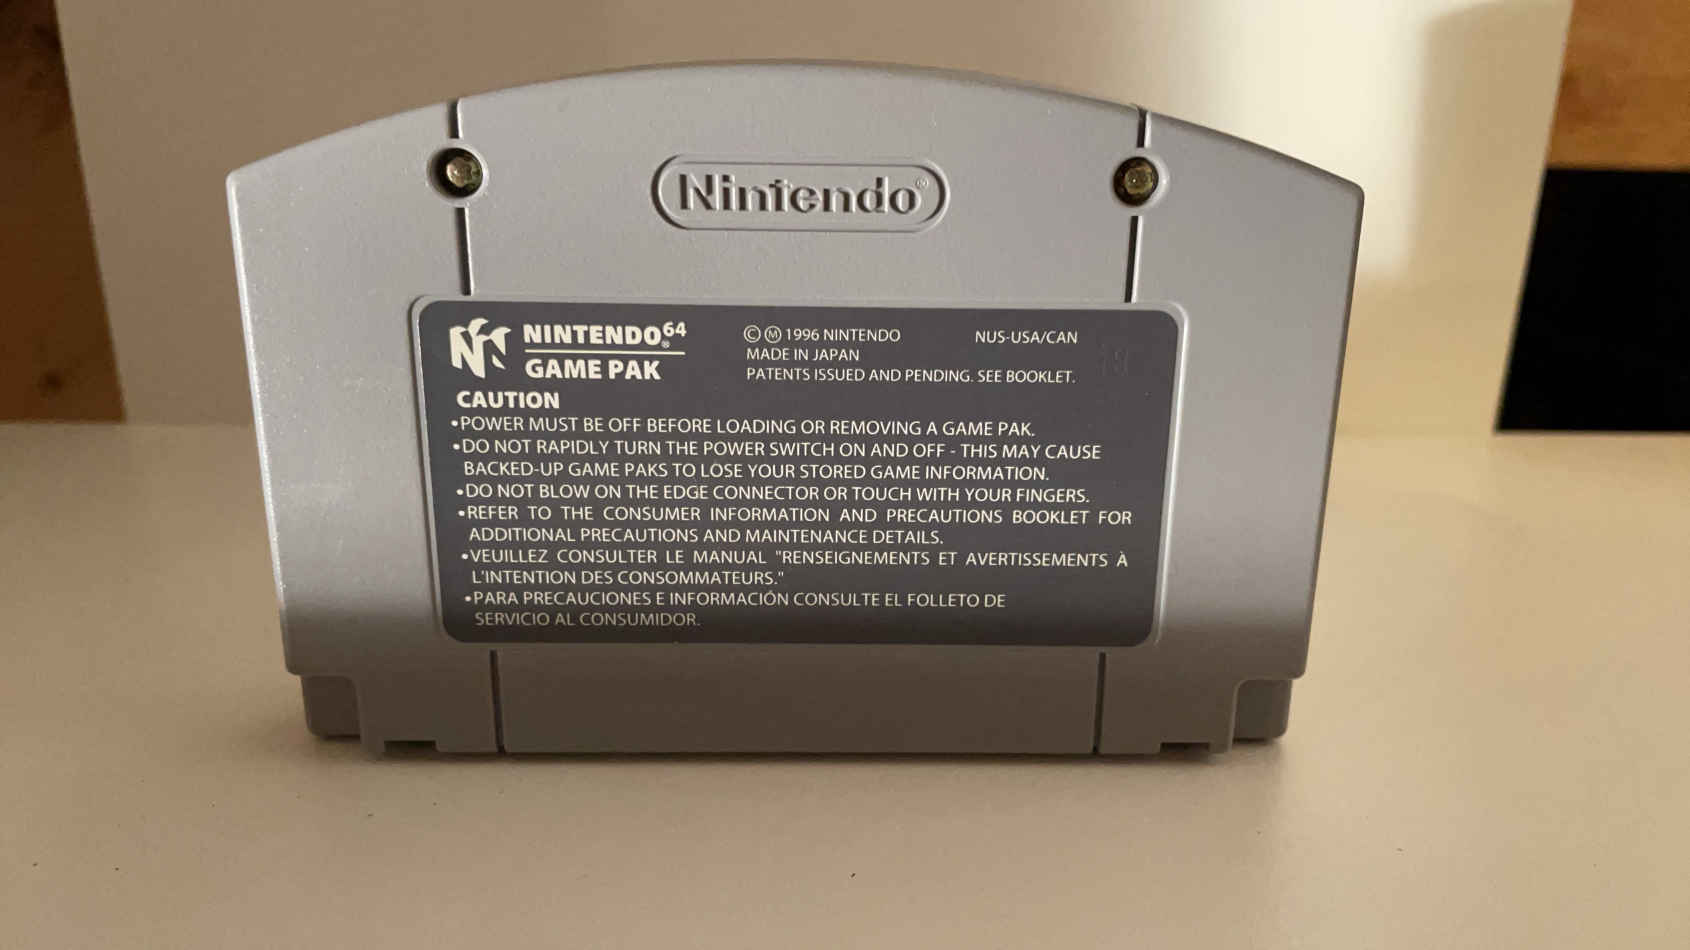 Nintendo®
NINTENDO64®
GAME PAK
© Ⓜ 1996 NINTENDO NUS-USA/CAN
MADE IN JAPAN
PATENTS ISSUED AND PENDING. SEE BOOKLET.
CAUTION
•POWER MUST BE OFF BEFORE LOADING OR REMOVING A GAME PAK.
•DO NOT RAPIDLY TURN THE POWER SWITCH ON AND OFF - THIS MAY CAUSE
BACKED-UP GAME PAKS TO LOSE YOUR STORED GAME INFORMATION.
•DO NOT BLOW ON THE EDGE CONNECTOR OR TOUCH WITH YOUR FINGERS.
•REFER TO THE CONSUMER INFORMATION AND PRECAUTIONS BOOKLET FOR
ADDITIONAL PRECAUTIONS AND MAINTENANCE DETAILS.
•VEUILLEZ CONSULTER LE MANUAL "RENSEIGNEMENTS ET AVERTISSEMENTS À
L'INTENTION DES CONSOMMATEURS."
•PARA PRECAUCIONES E INFORMACIÓN CONSULTE EL FOLLETO DE
SERVICIO AL CONSUMIDOR.